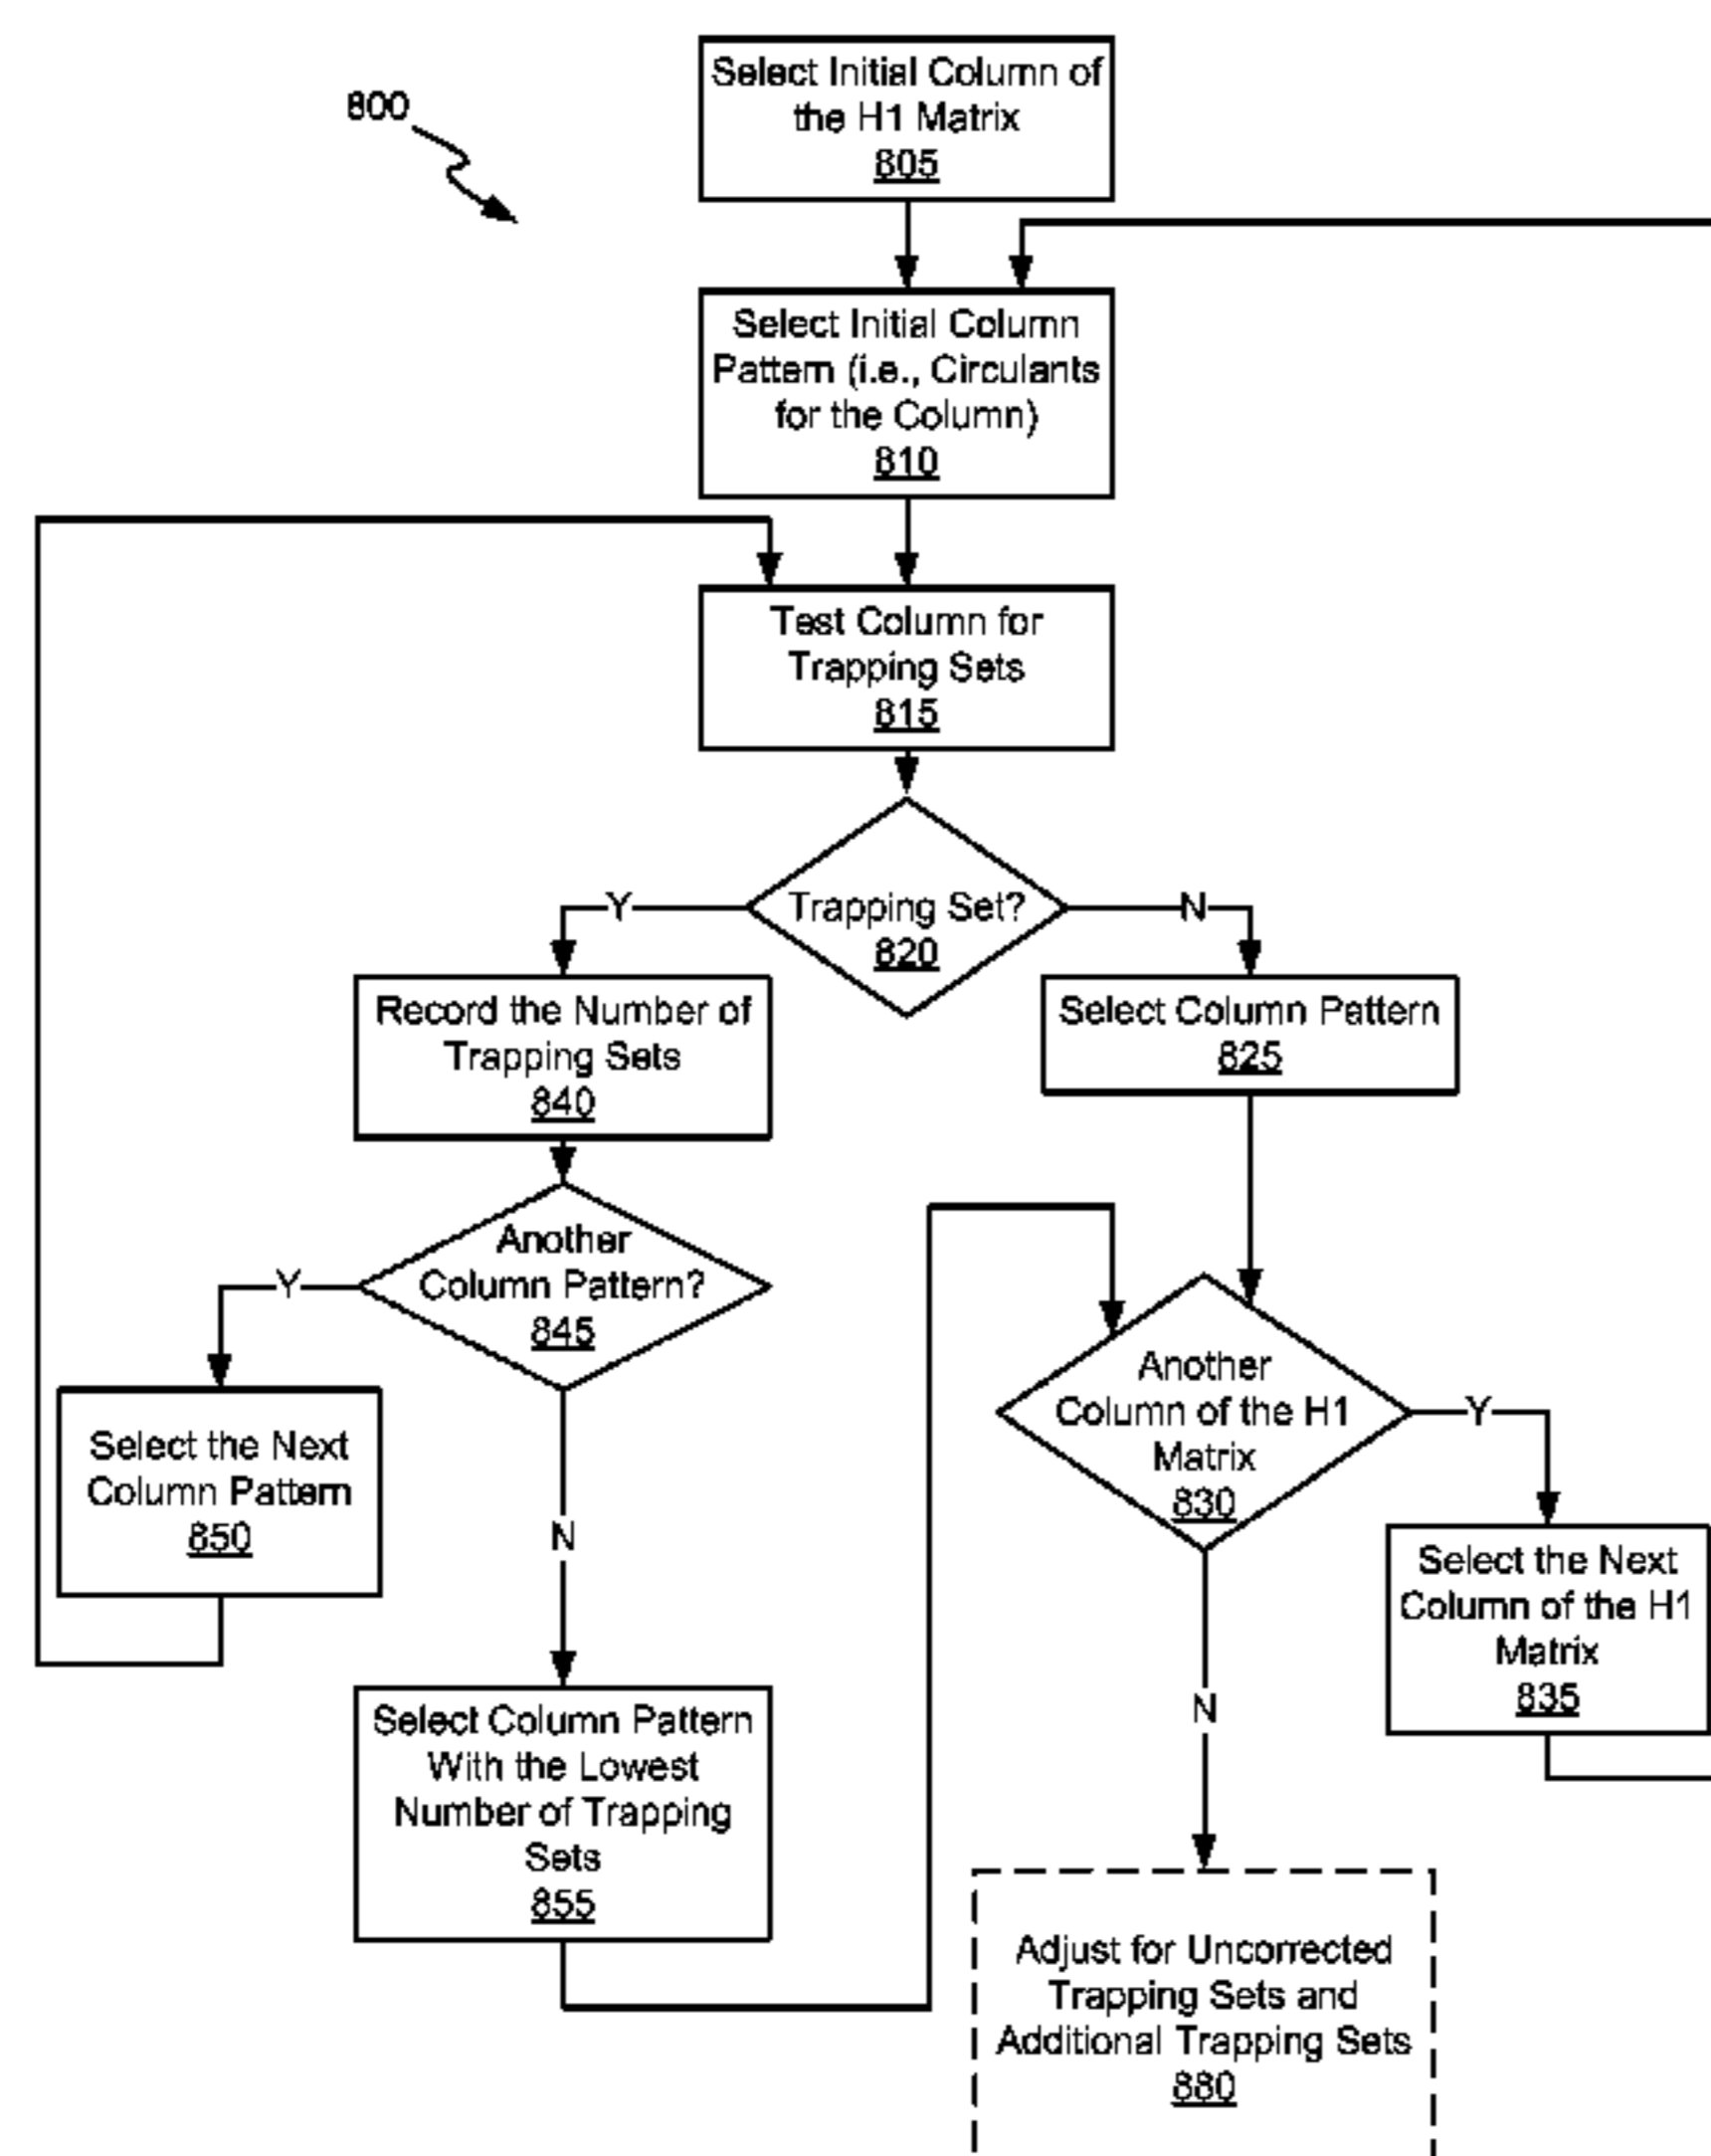 800
Select Initial Column of
the H1 Matrix
805
Select Initial Column
Pattern (i.e., Circulants
for the Column)
810
Test Column for
Trapping Sets
815
Trapping Set?
820
Y
N
Record the Number of
Trapping Sets
840
Select Column Pattern
825
Another
Column Pattern?
845
Y
N
Select the Next
Column Pattern
850
Another
Column of the H1
Matrix
830
Y
N
Select the Next
Column of the H1
Matrix
835
Select Column Pattern
With the Lowest
Number of Trapping
Sets
855
Adjust for Uncorrected
Trapping Sets and
Additional Trapping Sets
880